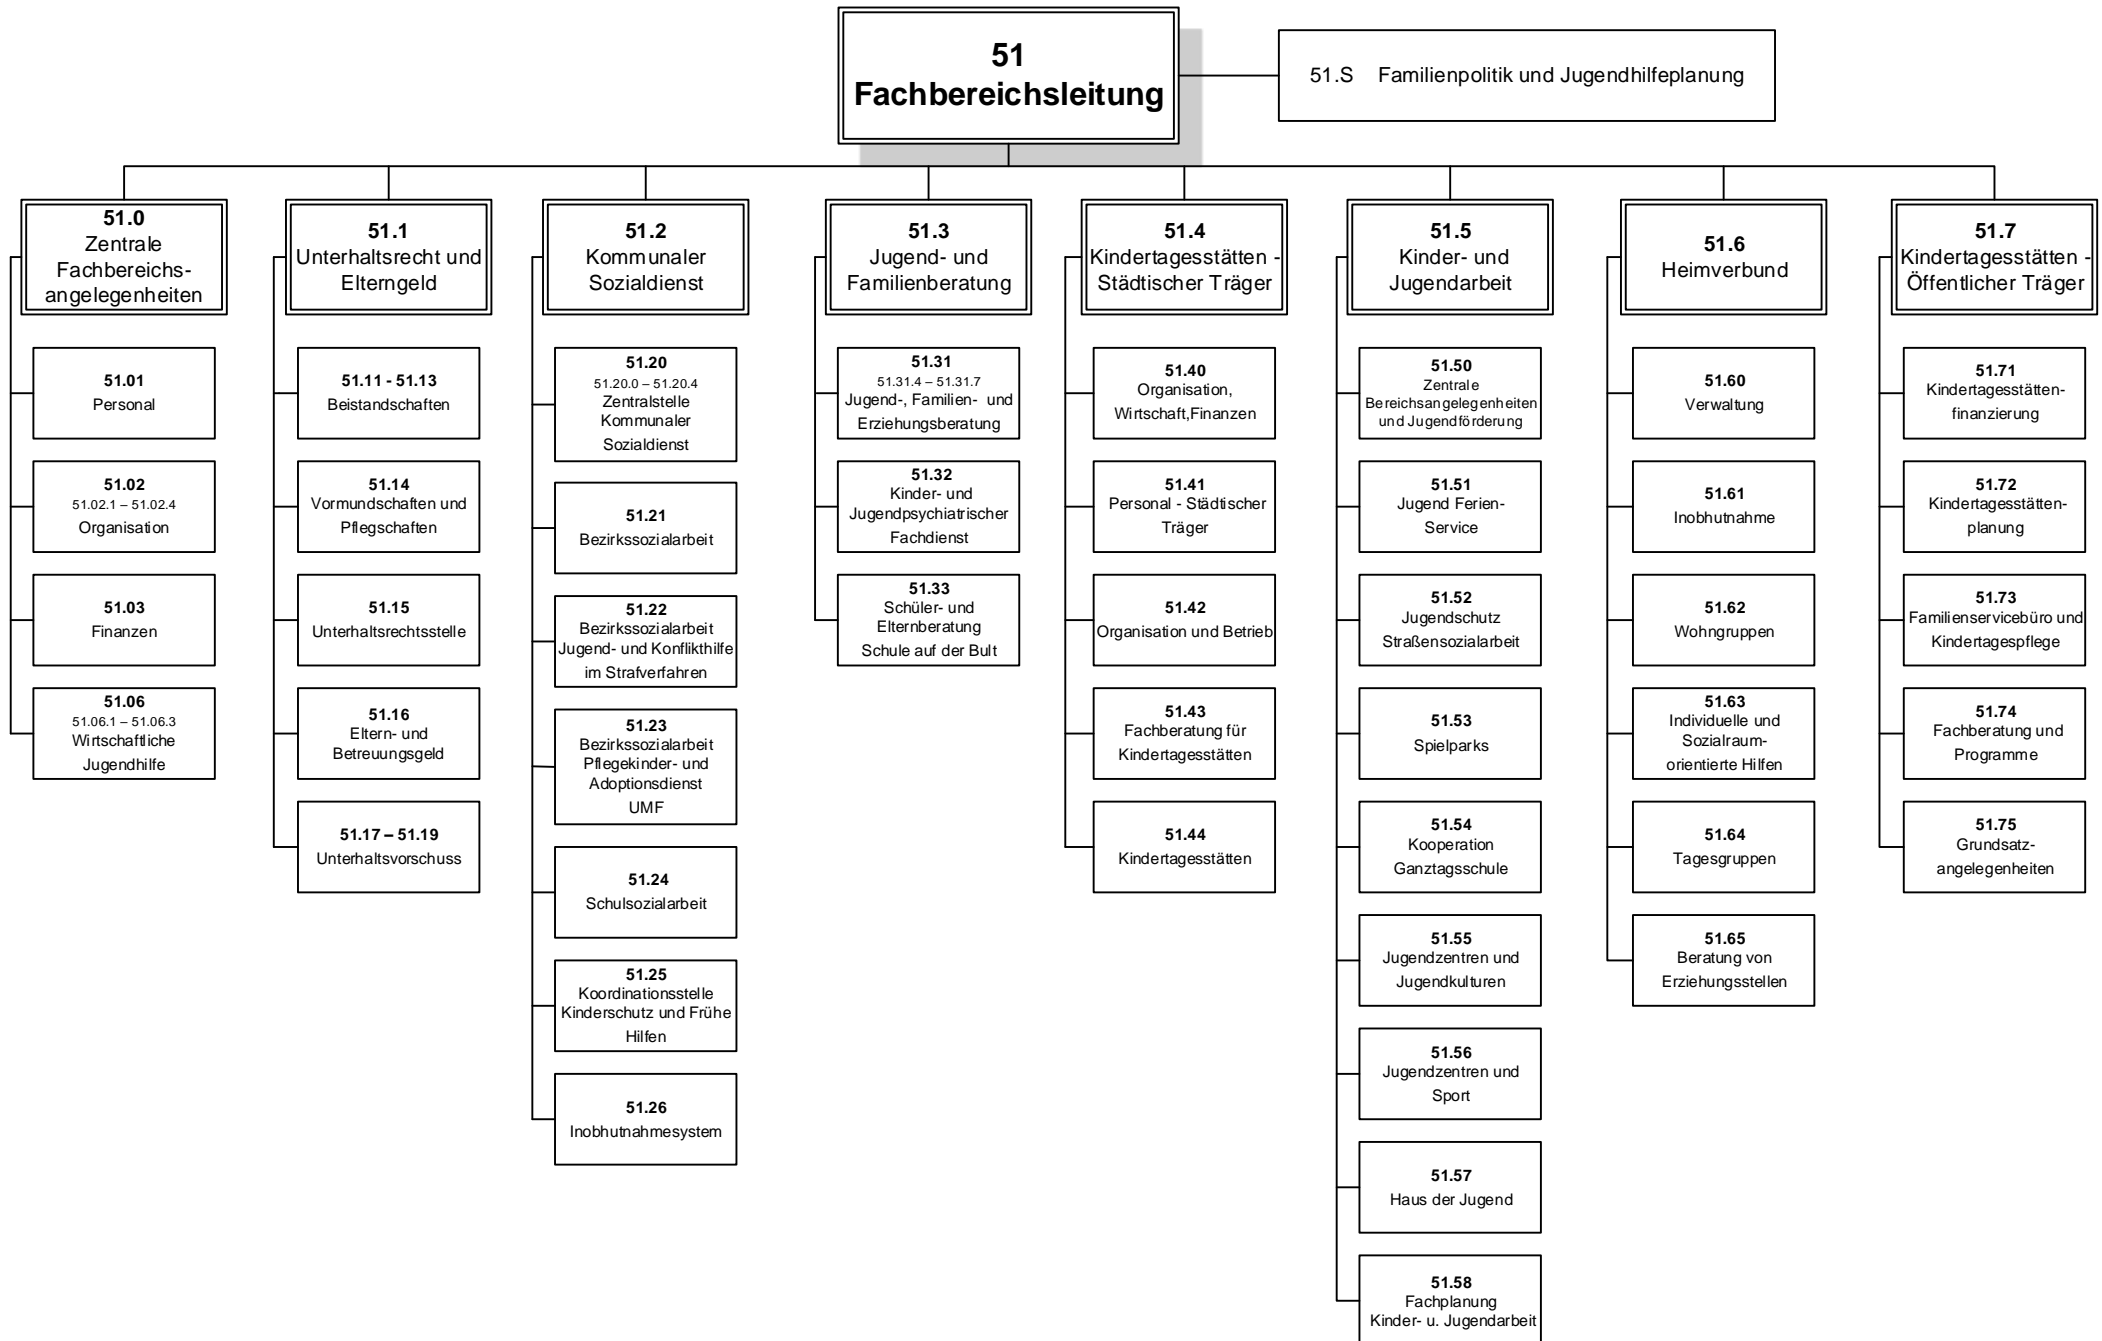 51
Fachbereichsleitung
51.S Familienpolitik und Jugendhilfeplanung
51.0
Zentrale
Fachbereichs-
angelegenheiten
51.01
Personal
51.02
51.02.1 – 51.02.4
Organisation
51.03
Finanzen
51.06
51.06.1 – 51.06.3
Wirtschaftliche
Jugendhilfe
51.1
Unterhaltsrecht und
Elterngeld
51.11 - 51.13
Beistandschaften
51.14
Vormundschaften und
Pflegschaften
51.15
Unterhaltsrechtsstelle
51.16
Eltern- und
Betreuungsgeld
51.17 – 51.19
Unterhaltsvorschuss
51.2
Kommunaler
Sozialdienst
51.20
51.20.0 – 51.20.4
Zentralstelle
Kommunaler
Sozialdienst
51.21
Bezirkssozialarbeit
51.22
Bezirkssozialarbeit
Jugend- und Konflikthilfe
im Strafverfahren
51.23
Bezirkssozialarbeit
Pflegekinder- und
Adoptionsdienst
UMF
51.24
Schulsozialarbeit
51.25
Koordinationsstelle
Kinderschutz und Frühe
Hilfen
51.26
Inobhutnahmesystem
51.3
Jugend- und
Familienberatung
51.31
51.31.4 – 51.31.7
Jugend-, Familien- und
Erziehungsberatung
51.32
Kinder- und
Jugendpsychiatrischer
Fachdienst
51.33
Schüler- und
Elternberatung
Schule auf der Bult
51.4
Kindertagesstätten -
Städtischer Träger
51.40
Organisation,
Wirtschaft,Finanzen
51.41
Personal - Städtischer
Träger
51.42
Organisation und Betrieb
51.43
Fachberatung für
Kindertagesstätten
51.44
Kindertagesstätten
51.5
Kinder- und
Jugendarbeit
51.50
Zentrale
Bereichsangelegenheiten
und Jugendförderung
51.51
Jugend Ferien-
Service
51.52
Jugendschutz
Straßensozialarbeit
51.53
Spielparks
51.54
Kooperation
Ganztagsschule
51.55
Jugendzentren und
Jugendkulturen
51.56
Jugendzentren und
Sport
51.57
Haus der Jugend
51.58
Fachplanung
Kinder- u. Jugendarbeit
51.6
Heimverbund
51.60
Verwaltung
51.61
Inobhutnahme
51.62
Wohngruppen
51.63
Individuelle und
Sozialraum-
orientierte Hilfen
51.64
Tagesgruppen
51.65
Beratung von
Erziehungsstellen
51.7
Kindertagesstätten -
Öffentlicher Träger
51.71
Kindertagesstätten-
finanzierung
51.72
Kindertagesstätten-
planung
51.73
Familienservicebüro und
Kindertagespflege
51.74
Fachberatung und
Programme
51.75
Grundsatz-
angelegenheiten